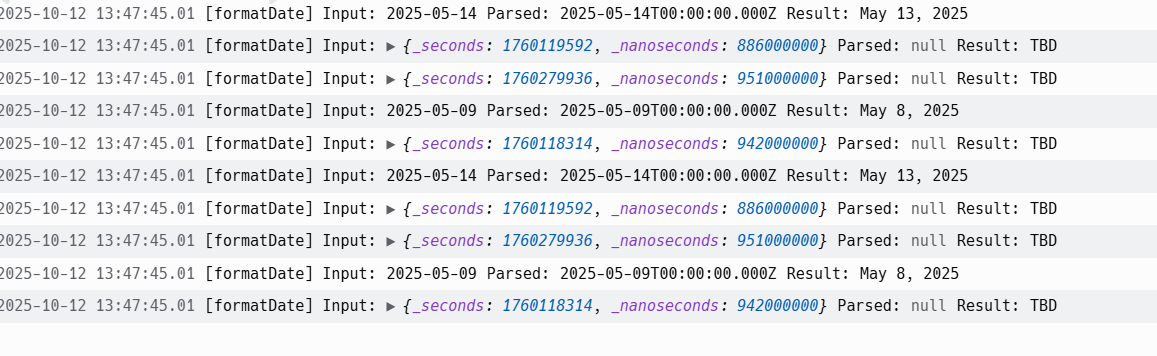 2025-10-12 13:47:45.01 [formatDate] Input: 2025-05-14 Parsed: 2025-05-14T00:00:00.000Z Result: May 13, 2025
2025-10-12 13:47:45.01 [formatDate] Input: ▶ {_seconds: 1760119592, _nanoseconds: 886000000} Parsed: null Result: TBD
2025-10-12 13:47:45.01 [formatDate] Input: ▶ {_seconds: 1760279936, _nanoseconds: 951000000} Parsed: null Result: TBD
2025-10-12 13:47:45.01 [formatDate] Input: 2025-05-09 Parsed: 2025-05-09T00:00:00.000Z Result: May 8, 2025
2025-10-12 13:47:45.01 [formatDate] Input: ▶ {_seconds: 1760118314, _nanoseconds: 942000000} Parsed: null Result: TBD
2025-10-12 13:47:45.01 [formatDate] Input: 2025-05-14 Parsed: 2025-05-14T00:00:00.000Z Result: May 13, 2025
2025-10-12 13:47:45.01 [formatDate] Input: ▶ {_seconds: 1760119592, _nanoseconds: 886000000} Parsed: null Result: TBD
2025-10-12 13:47:45.01 [formatDate] Input: ▶ {_seconds: 1760279936, _nanoseconds: 951000000} Parsed: null Result: TBD
2025-10-12 13:47:45.01 [formatDate] Input: 2025-05-09 Parsed: 2025-05-09T00:00:00.000Z Result: May 8, 2025
2025-10-12 13:47:45.01 [formatDate] Input: ▶ {_seconds: 1760118314, _nanoseconds: 942000000} Parsed: null Result: TBD